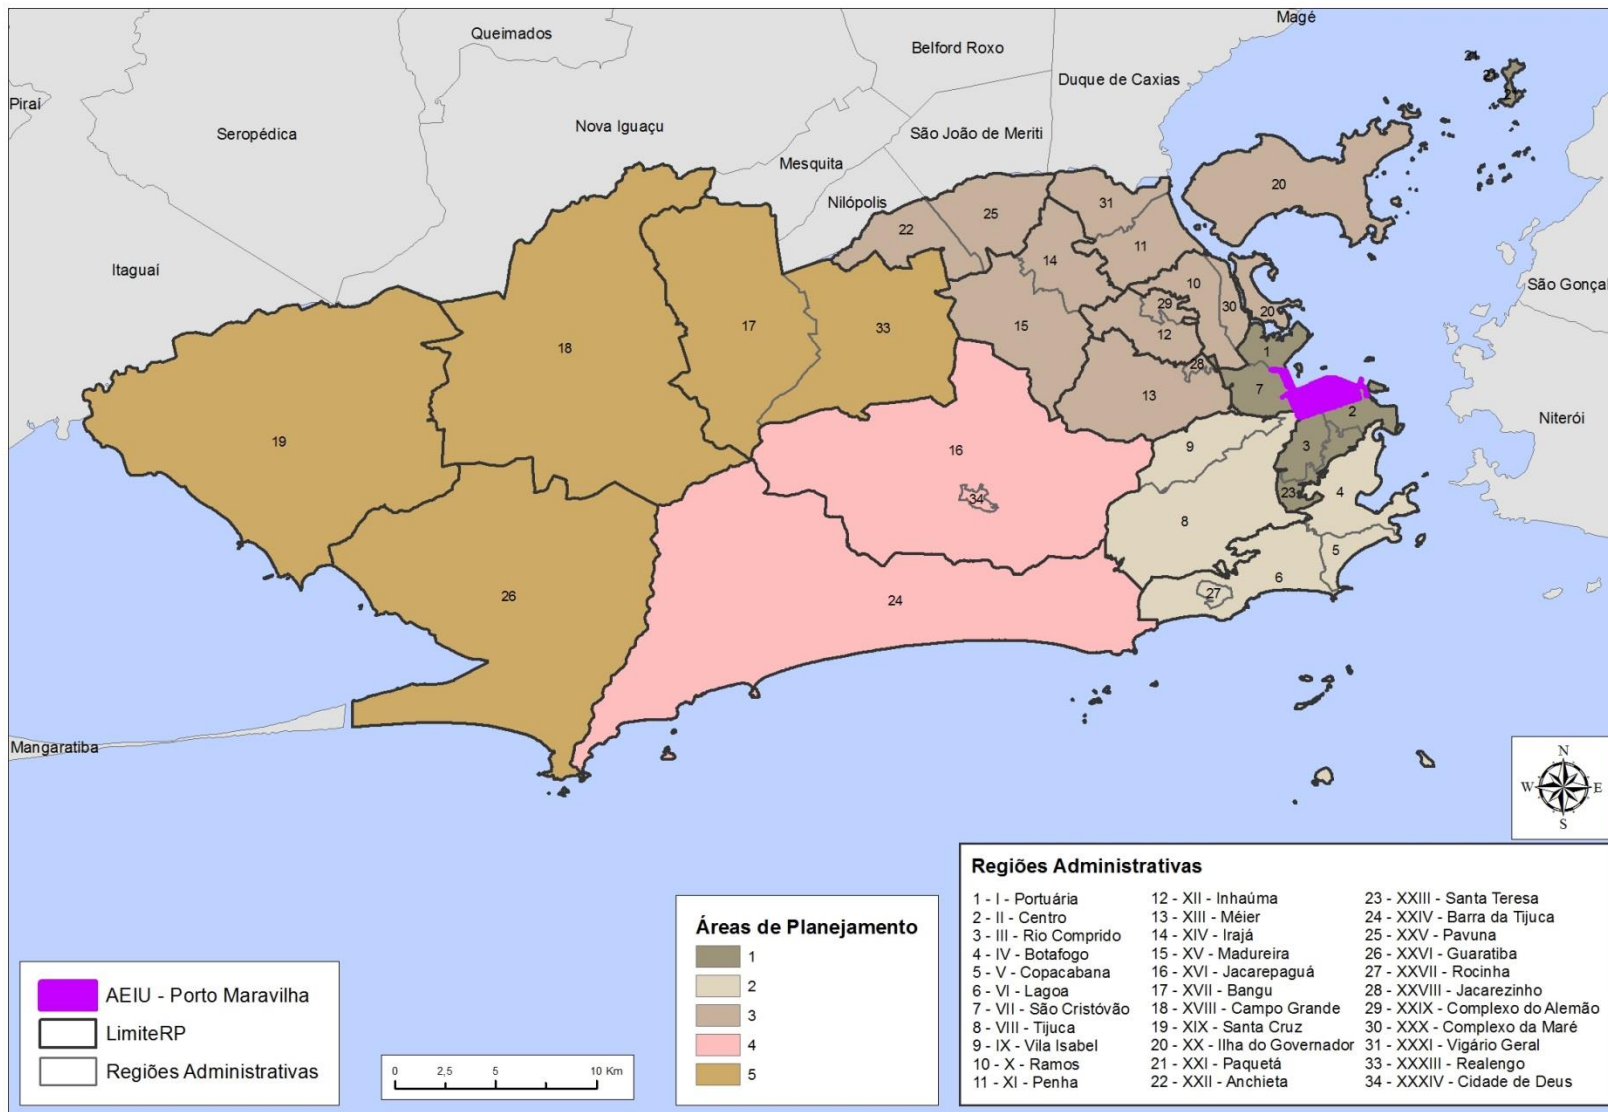 Magé
Queimados
Belford Roxo
Duque de Caxias
Piraí
Seropédica
Nova Iguaçu
São João de Meriti
Mesquita
Nilópolis
Itaguaí
São Gonçal
Niterói
Mangaratiba
24
23
21
20
31
25
22
11
14
10
29
30
20
18
17
33
15
12
1
28
7
13
2
19
9
3
16
34
23
4
8
5
6
26
24
27
N
W
E
S
Regiões Administrativas
1 - I - Portuária
2 - II - Centro
3 - III - Rio Comprido
4 - IV - Botafogo
5 - V - Copacabana
6 - VI - Lagoa
7 - VII - São Cristóvão
8 - VIII - Tijuca
9 - IX - Vila Isabel
10 - X - Ramos
11 - XI - Penha
12 - XII - Inhaúma
13 - XIII - Méier
14 - XIV - Irajá
15 - XV - Madureira
16 - XVI - Jacarepaguá
17 - XVII - Bangu
18 - XVIII - Campo Grande
19 - XIX - Santa Cruz
20 - XX - Ilha do Governador
21 - XXI - Paquetá
22 - XXII - Anchieta
23 - XXIII - Santa Teresa
24 - XXIV - Barra da Tijuca
25 - XXV - Pavuna
26 - XXVI - Guaratiba
27 - XXVII - Rocinha
28 - XXVIII - Jacarezinho
29 - XXIX - Complexo do Alemão
30 - XXX - Complexo da Maré
31 - XXXI - Vigário Geral
33 - XXXIII - Realengo
34 - XXXIV - Cidade de Deus
Áreas de Planejamento
1
2
3
4
5
AEIU - Porto Maravilha
LimiteRP
Regiões Administrativas
0 2,5 5 10 Km